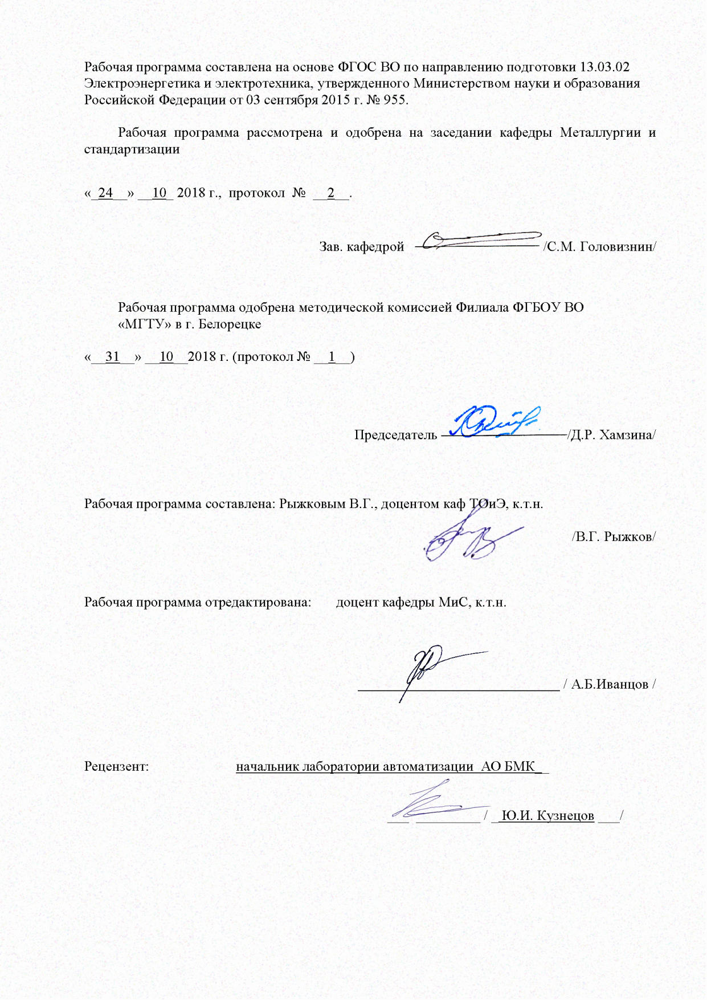 Рабочая программа составлена на основе ФГОС ВО по направлению подготовки 13.03.02
Электроэнергетика и электротехника, утвержденного Министерством науки и образования
Российской Федерации от 03 сентября 2015 г. № 955.
Рабочая программа рассмотрена и одобрена на заседании кафедры Металлургии и
стандартизации
«_24__» __10_ 2018 г., протокол № __2__.
Зав. кафедрой /С.М. Головизнин/
Рабочая программа одобрена методической комиссией Филиала ФГБОУ ВО
«МГТУ» в г. Белорецке
«__31__» __10__2018 г. (протокол № __1__)
Председатель /Д.Р. Хамзина/
Рабочая программа составлена: Рыжковым В.Г., доцентом каф ТОиЭ, к.т.н.
/В.Г. Рыжков/
Рабочая программа отредактирована: доцент кафедры МиС, к.т.н.
/ А.Б.Иванцов /
Рецензент: начальник лаборатории автоматизации АО БМК_ _
___ _________ / _ Ю.И. Кузнецов ___/